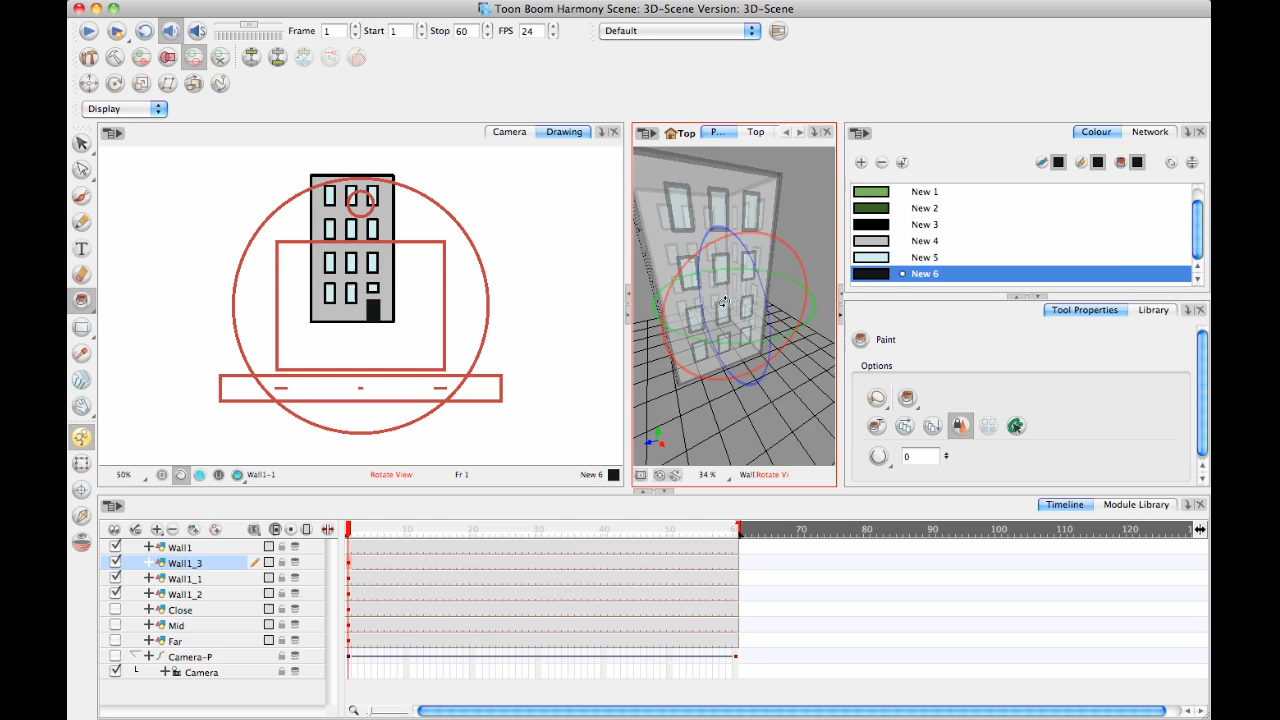 Toon Boom Harmony Scene: 3D-Scene Version: 3D-Scene
Frame 1 Start 1 Stop 60 FPS 24 Default
Display
Camera Drawing
Top P... Top
Colour Network
New 1
New 2
New 3
New 4
New 5
New 6
Tool Properties Library
Paint
Options
0
50% Wall1-1 Rotate View Fr 1 New 6
34 % Wall Rotate Vi
Timeline Module Library
10 20 30 40 50 60 70 80 90 100 110 120
Wall1
Wall1_3
Wall1_1
Wall1_2
Close
Mid
Far
Camera-P
Camera